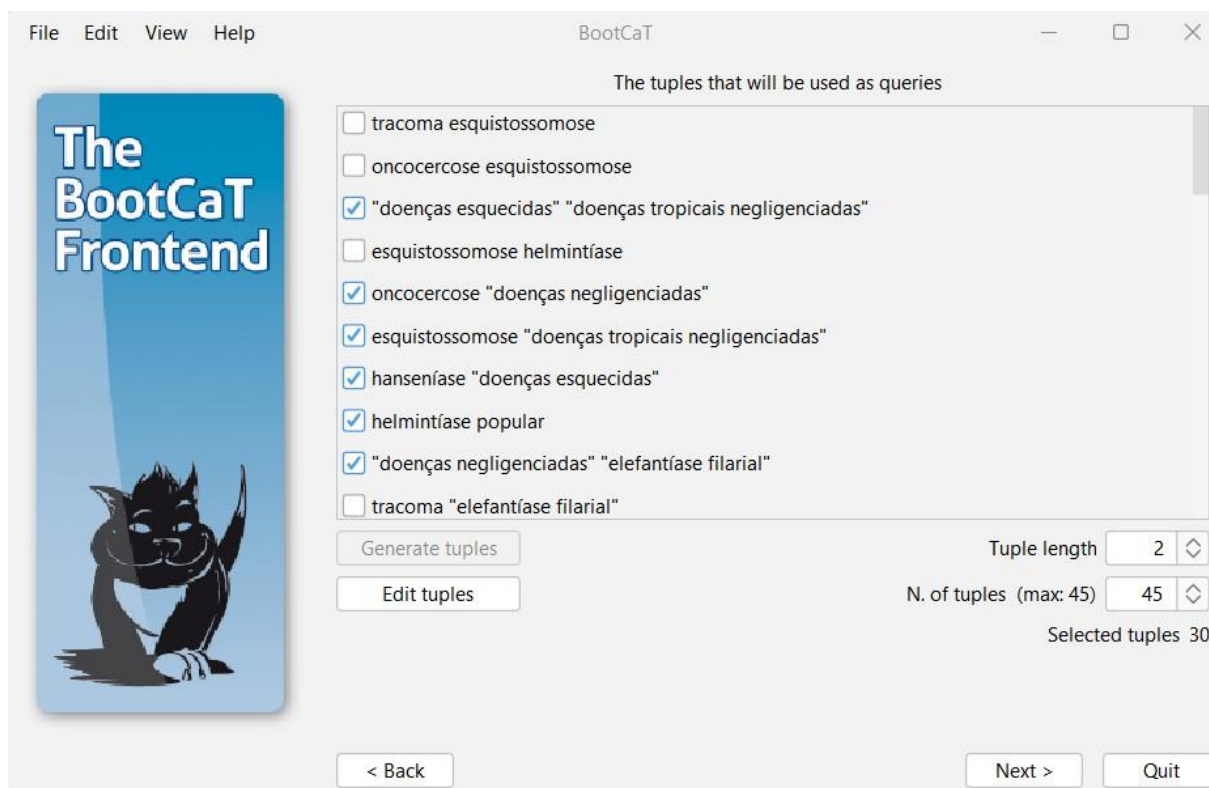 File Edit View Help BootCaT
The tuples that will be used as queries
The
BootCaT
Frontend
tracoma esquistossomose
oncocercose esquistossomose
"doenças esquecidas" "doenças tropicais negligenciadas"
esquistossomose helmintíase
oncocercose "doenças negligenciadas"
esquistossomose "doenças tropicais negligenciadas"
hanseníase "doenças esquecidas"
helmintíase popular
"doenças negligenciadas" "elefantíase filarial"
tracoma "elefantíase filarial"
Generate tuples Tuple length 2
Edit tuples N. of tuples (max: 45) 45
Selected tuples 30
< Back Next > Quit